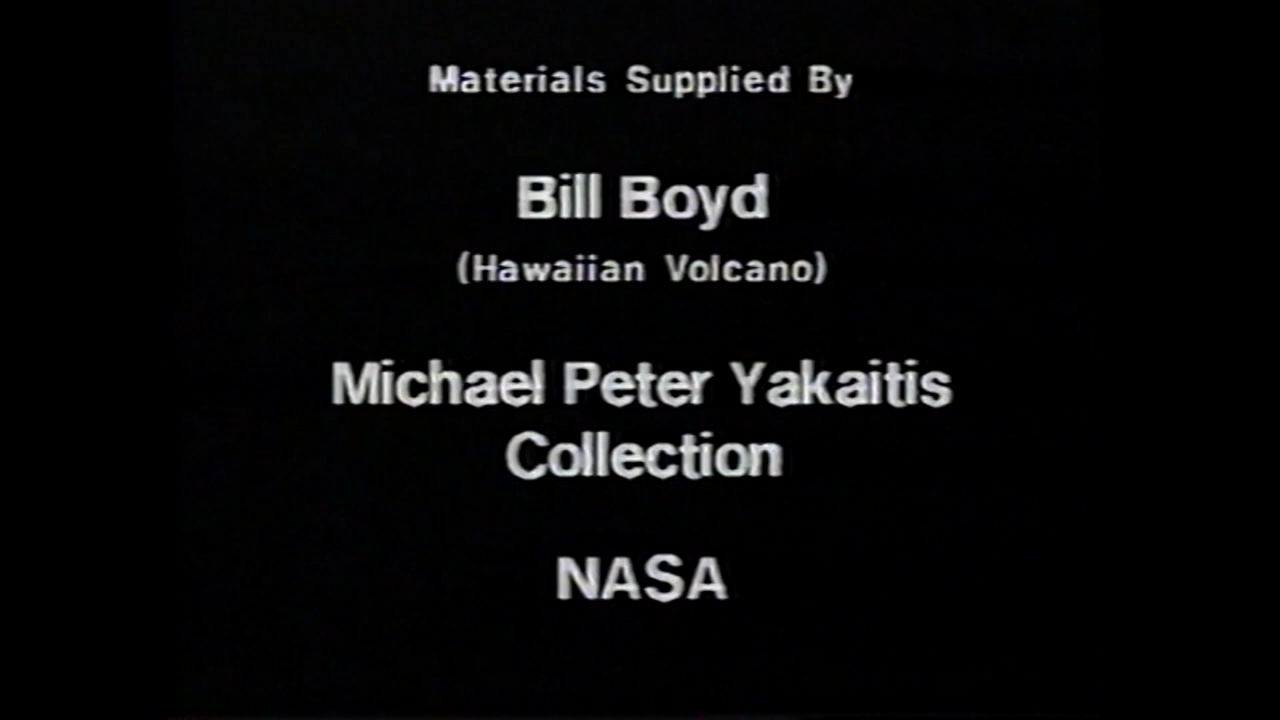 Materials Supplied By
Bill Boyd
(Hawaiian Volcano)
Michael Peter Yakaitis
Collection
NASA